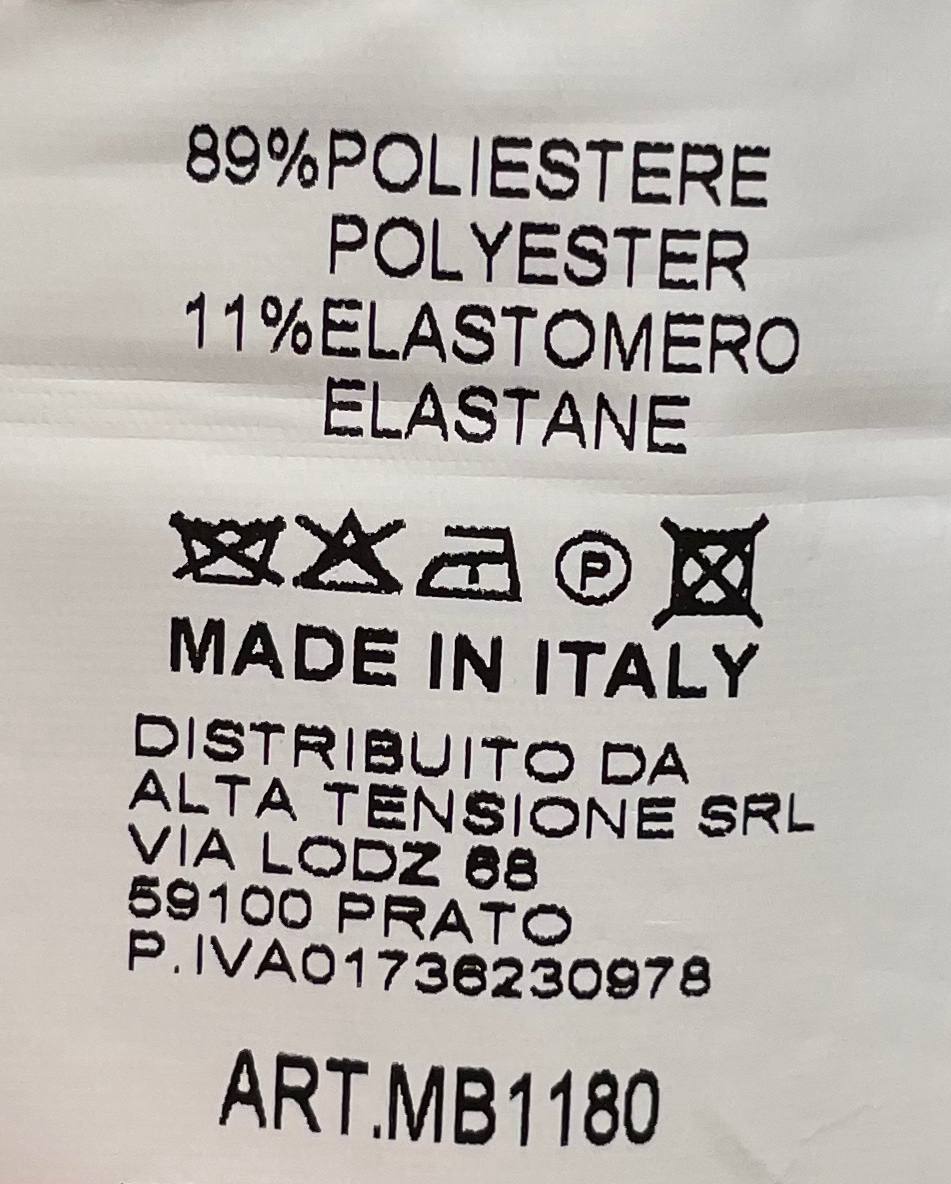 89%POLIESTERE
POLYESTER
11%ELASTOMERO
ELASTANE
P
MADE IN ITALY
DISTRIBUITO DA
ALTA TENSIONE SRL
VIA LODZ 68
59100 PRATO
P.IVA01736230978
ART.MB1180